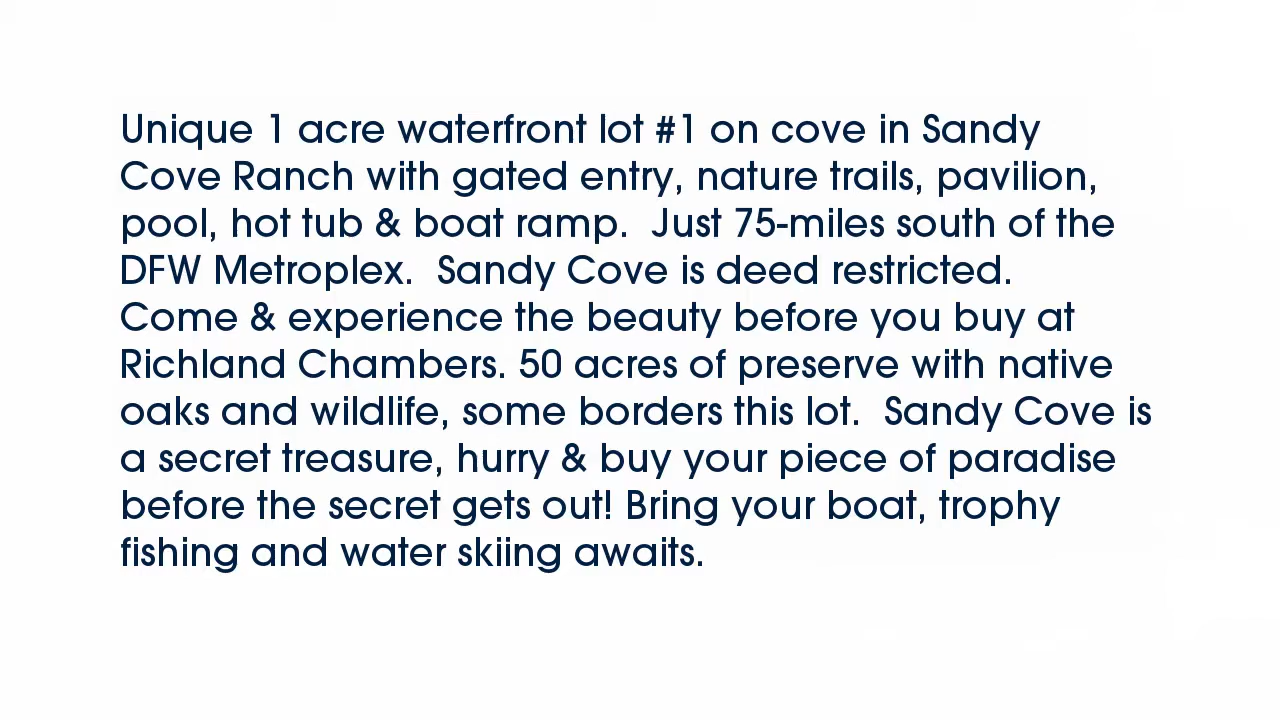 Unique 1 acre waterfront lot #1 on cove in Sandy
Cove Ranch with gated entry, nature trails, pavilion,
pool, hot tub & boat ramp.  Just 75-miles south of the
DFW Metroplex.  Sandy Cove is deed restricted.
Come & experience the beauty before you buy at
Richland Chambers. 50 acres of preserve with native
oaks and wildlife, some borders this lot.  Sandy Cove is
a secret treasure, hurry & buy your piece of paradise
before the secret gets out! Bring your boat, trophy
fishing and water skiing awaits.